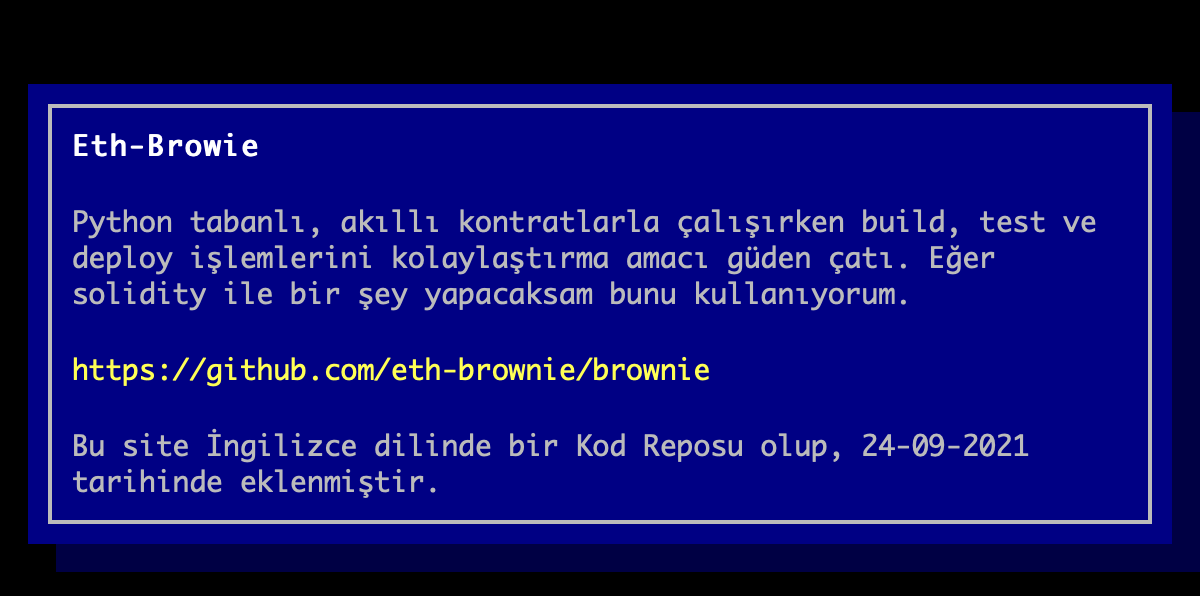 Eth-Browie
Python tabanlı, akıllı kontratlarla çalışırken build, test ve
deploy işlemlerini kolaylaştırma amacı güden çatı. Eğer
solidity ile bir şey yapacaksam bunu kullanıyorum.
https://github.com/eth-brownie/brownie
Bu site İngilizce dilinde bir Kod Reposu olup, 24-09-2021
tarihinde eklenmiştir.